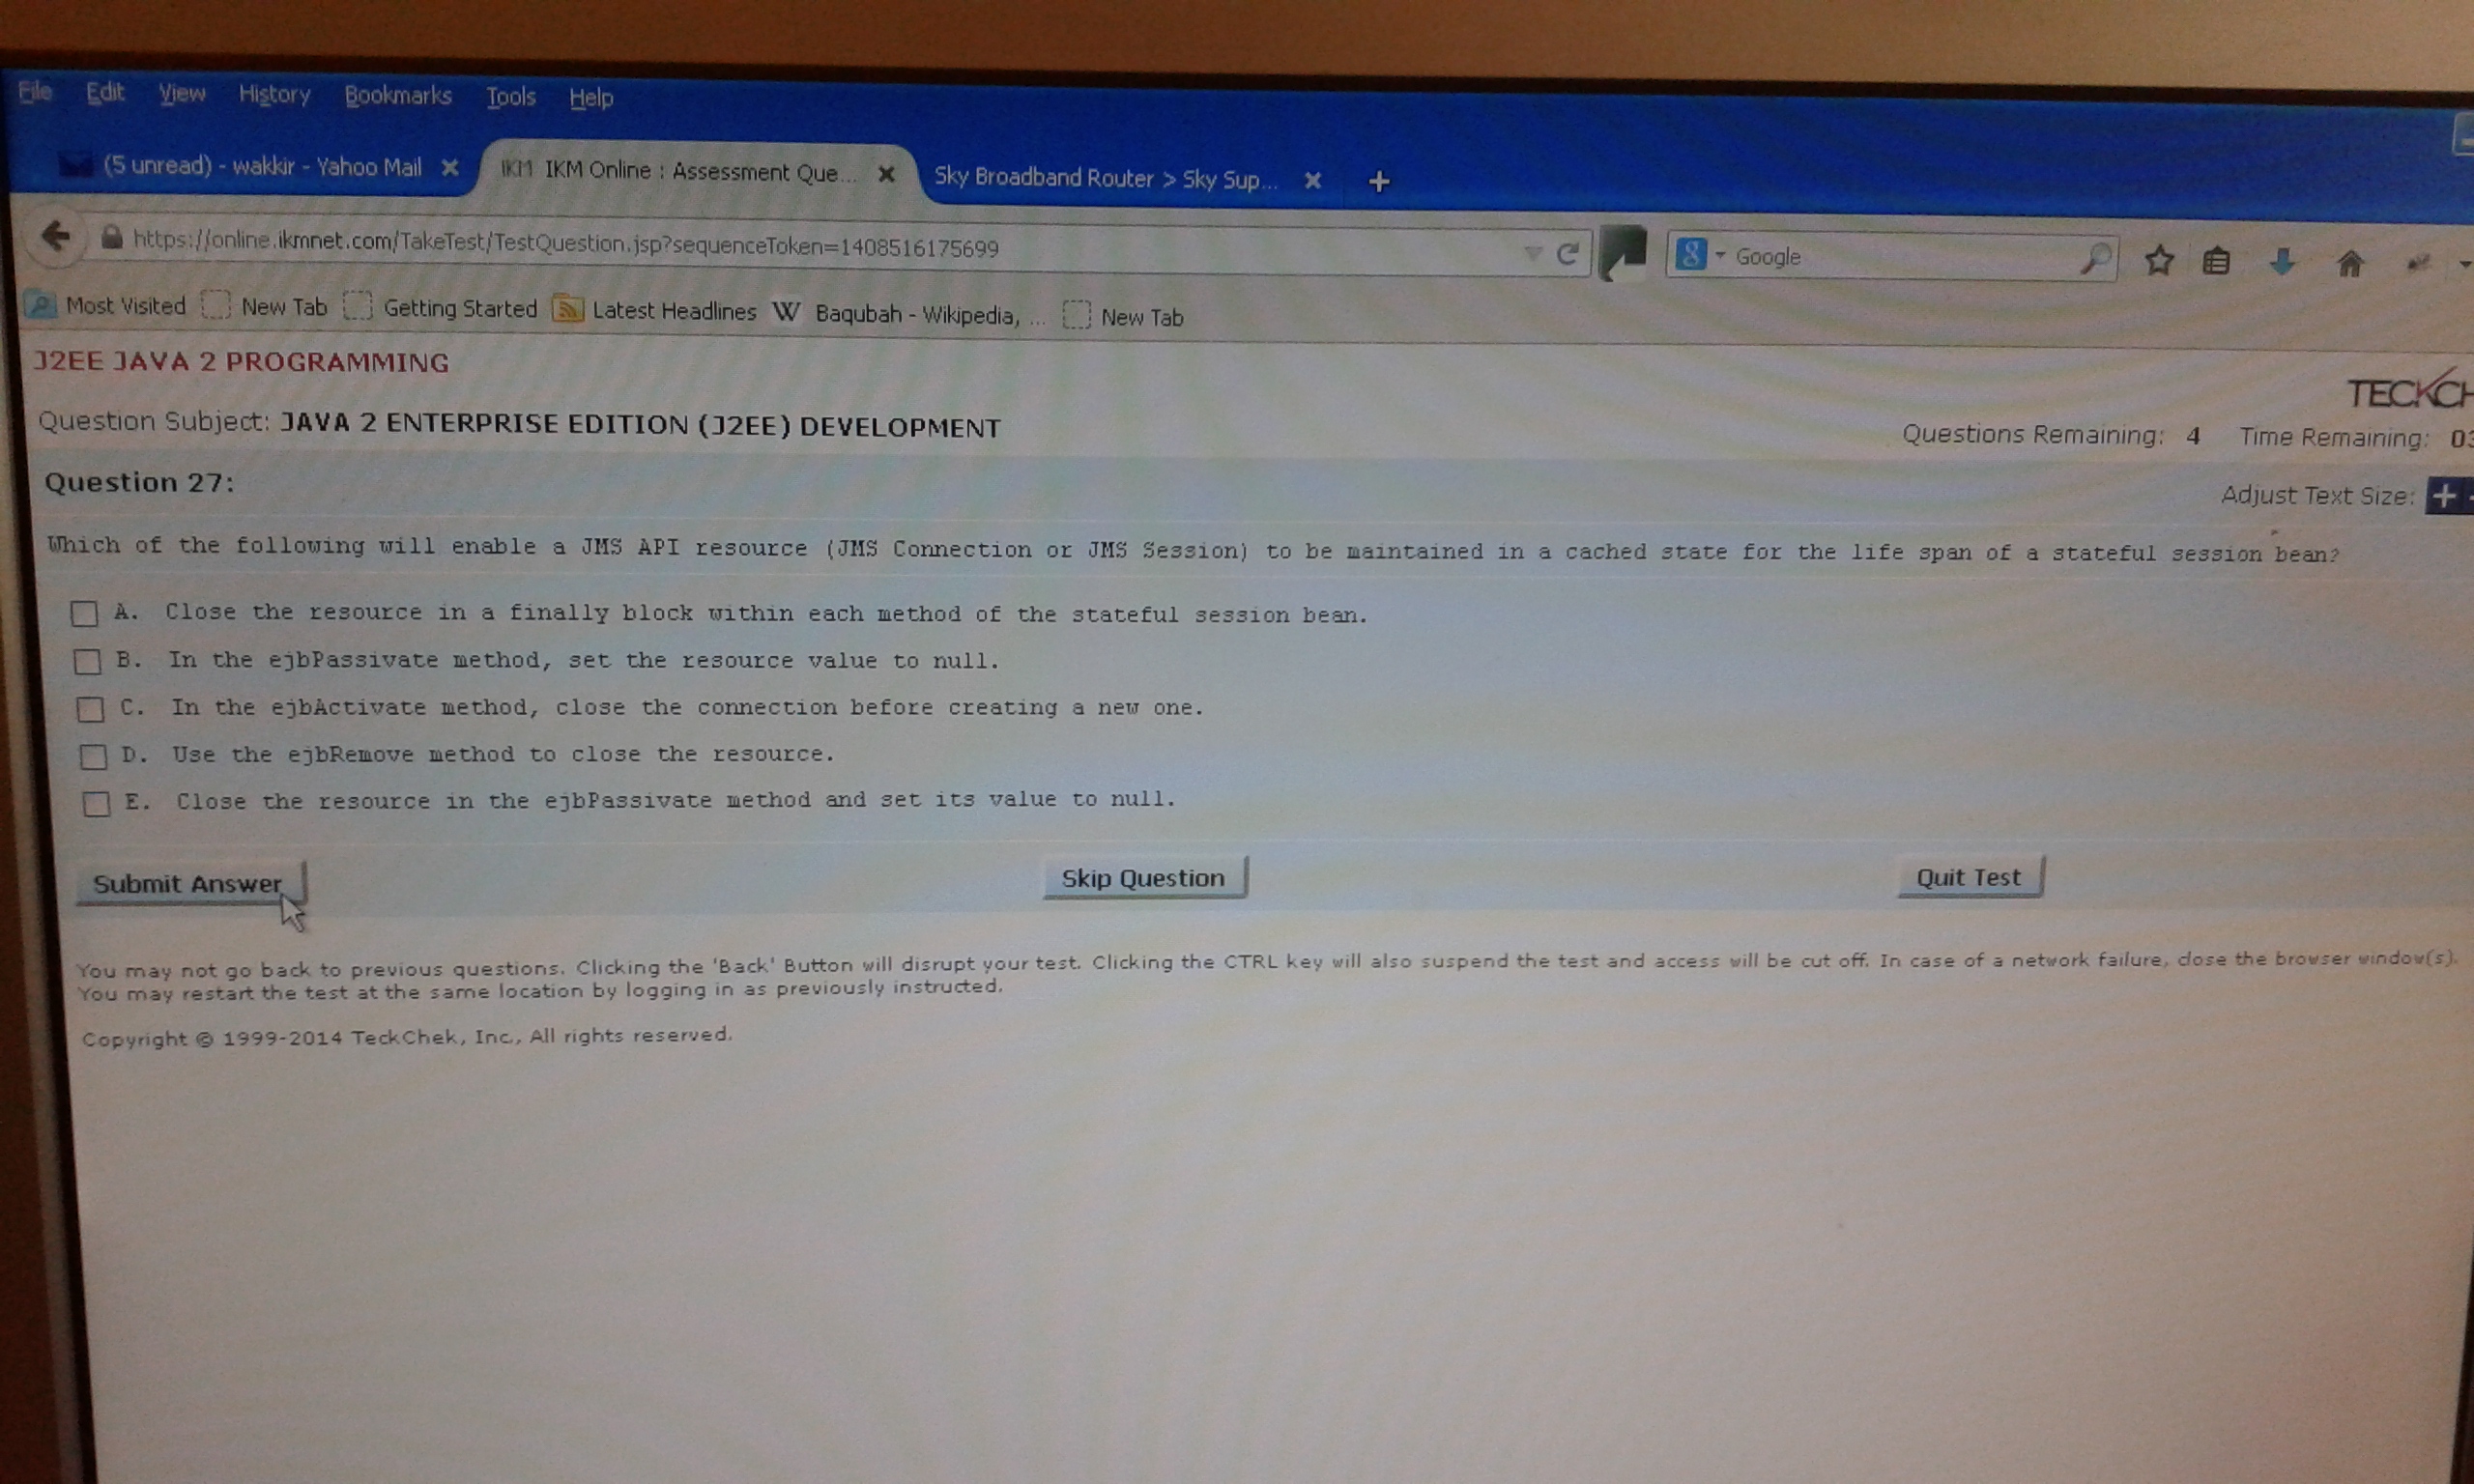 File Edit View History Bookmarks Tools Help
(5 unread) - wakkir - Yahoo Mail × IKM IKM Online : Assessment Que... × Sky Broadband Router > Sky Sup... × +
https://online.ikmnet.com/TakeTest/TestQuestion.jsp?sequenceToken=1408516175699 8 Google
Most Visited New Tab Getting Started Latest Headlines W Baqubah - Wikipedia, ... New Tab
J2EE JAVA 2 PROGRAMMING
TECKCH
Question Subject: JAVA 2 ENTERPRISE EDITION (J2EE) DEVELOPMENT
Questions Remaining: 4 Time Remaining: 03
Question 27:
Adjust Text Size: +
Which of the following will enable a JMS API resource (JMS Connection or JMS Session) to be maintained in a cached state for the life span of a stateful session bean?
A. Close the resource in a finally block within each method of the stateful session bean.
B. In the ejbPassivate method, set the resource value to null.
C. In the ejbActivate method, close the connection before creating a new one.
D. Use the ejbRemove method to close the resource.
E. Close the resource in the ejbPassivate method and set its value to null.
Submit Answer Skip Question Quit Test
You may not go back to previous questions. Clicking the 'Back' Button will disrupt your test. Clicking the CTRL key will also suspend the test and access will be cut off. In case of a network failure, close the browser window(s).
You may restart the test at the same location by logging in as previously instructed.
Copyright © 1999-2014 TeckChek, Inc., All rights reserved.